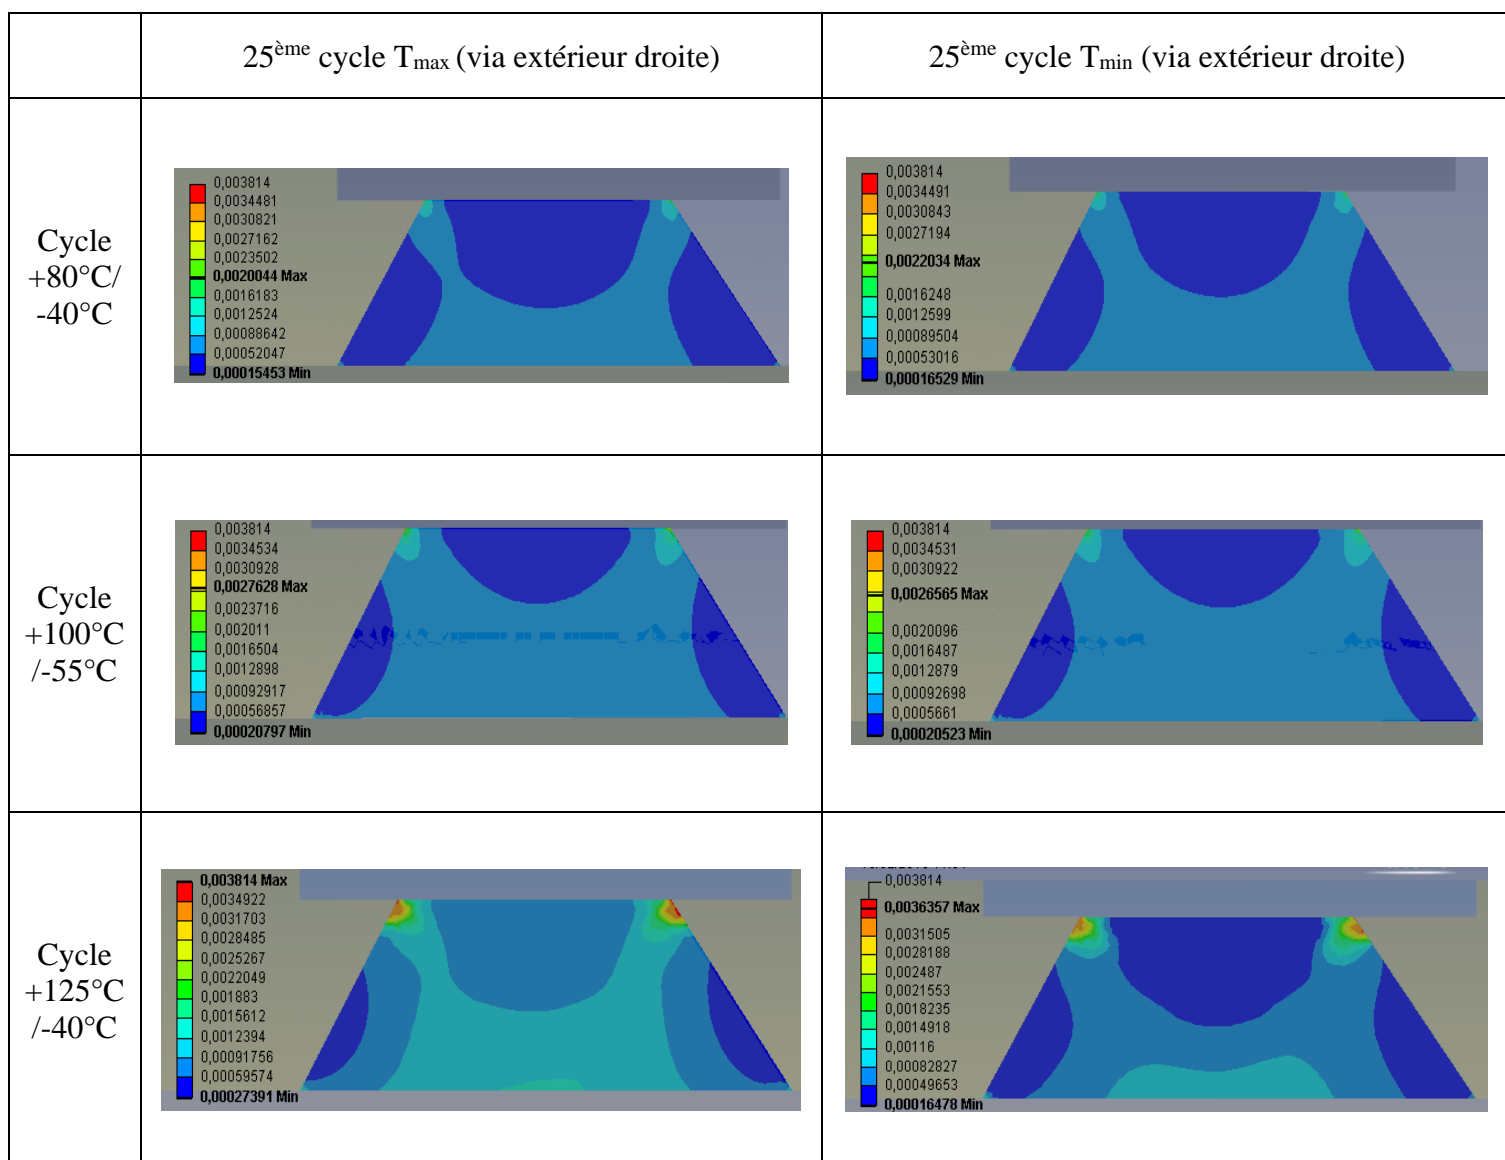 25ème cycle Tmax (via extérieur droite)
25ème cycle Tmin (via extérieur droite)
Cycle
+80°C/
-40°C
0,003814
0,0034481
0,0030821
0,0027162
0,0023502
0,0020044 Max
0,0016183
0,0012524
0,00088642
0,00052047
0,00015453 Min
0,003814
0,0034491
0,0030843
0,0027194
0,0022034 Max
0,0016248
0,0012599
0,00089504
0,00053016
0,00016529 Min
Cycle
+100°C
/-55°C
0,003814
0,0034534
0,0030928
0,0027628 Max
0,0023716
0,002011
0,0016504
0,0012898
0,00092917
0,00056857
0,00020797 Min
0,003814
0,0034531
0,0030922
0,0026565 Max
0,0020096
0,0016487
0,0012879
0,00092698
0,0005661
0,00020523 Min
Cycle
+125°C
/-40°C
0,003814 Max
0,0034922
0,0031703
0,0028485
0,0025267
0,0022049
0,001883
0,0015612
0,0012394
0,00091756
0,00059574
0,00027391 Min
0,003814
0,0036357 Max
0,0031505
0,0028188
0,002487
0,0021553
0,0018235
0,0014918
0,00116
0,00082827
0,00049653
0,00016478 Min